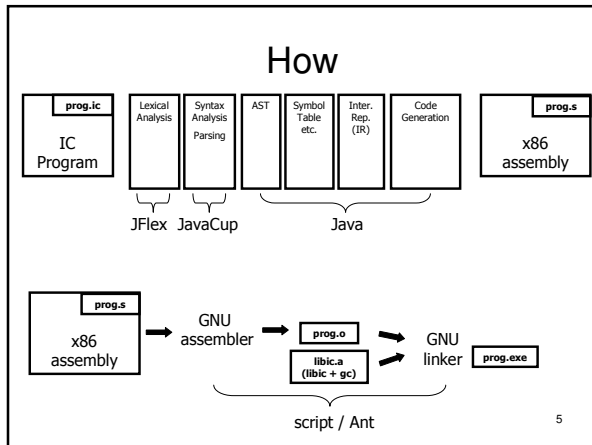 How
prog.ic
IC
Program
Lexical
Analysis
Syntax
Analysis
Parsing
AST
Symbol
Table
etc.
Inter.
Rep.
(IR)
Code
Generation
prog.s
x86
assembly
JFlex
JavaCup
Java
prog.s
x86
assembly
GNU
assembler
prog.o
libic.a
(libic + gc)
GNU
linker
prog.exe
script / Ant
5